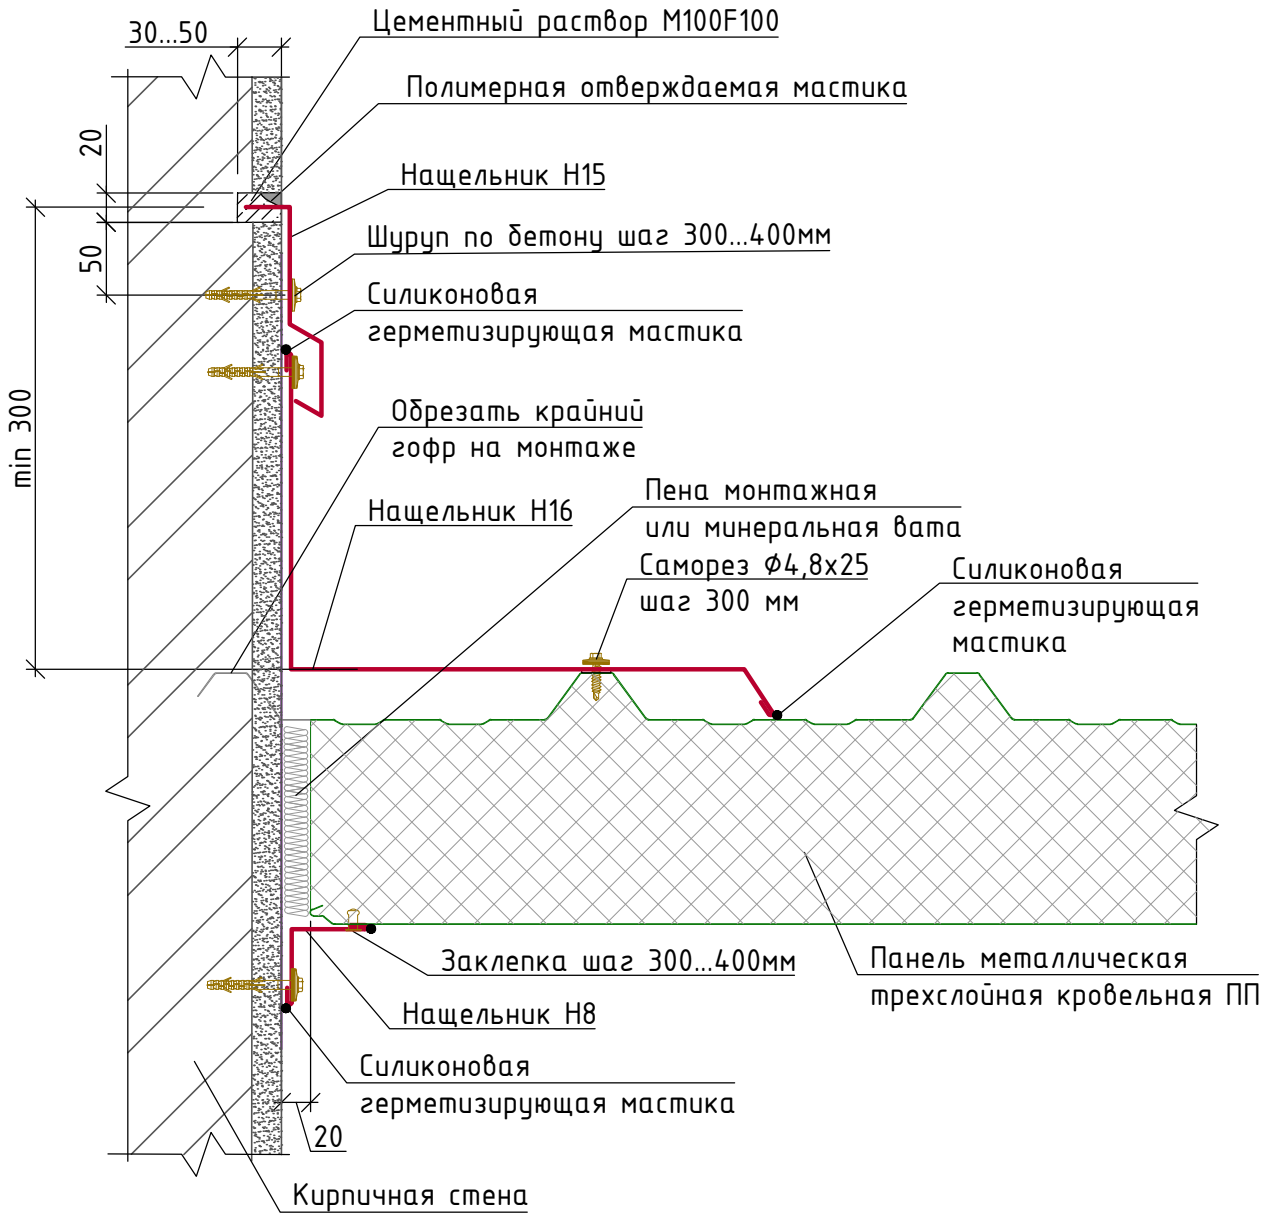 Цементный раствор М100F100
30...50
Полимерная отверждаемая мастика
20
Нащельник Н15
Шуруп по бетону шаг 300...400мм
50
Силиконовая
герметизирующая мастика
min 300
Обрезать крайний
гофр на монтаже
Пена монтажная
или минеральная вата
Нащельник Н16
Саморез Ф4,8х25
шаг 300 мм
Силиконовая
герметизирующая
мастика
Заклепка шаг 300...400мм
Панель металлическая
трехслойная кровельная ПП
Нащельник Н8
Силиконовая
герметизирующая мастика
20
Кирпичная стена